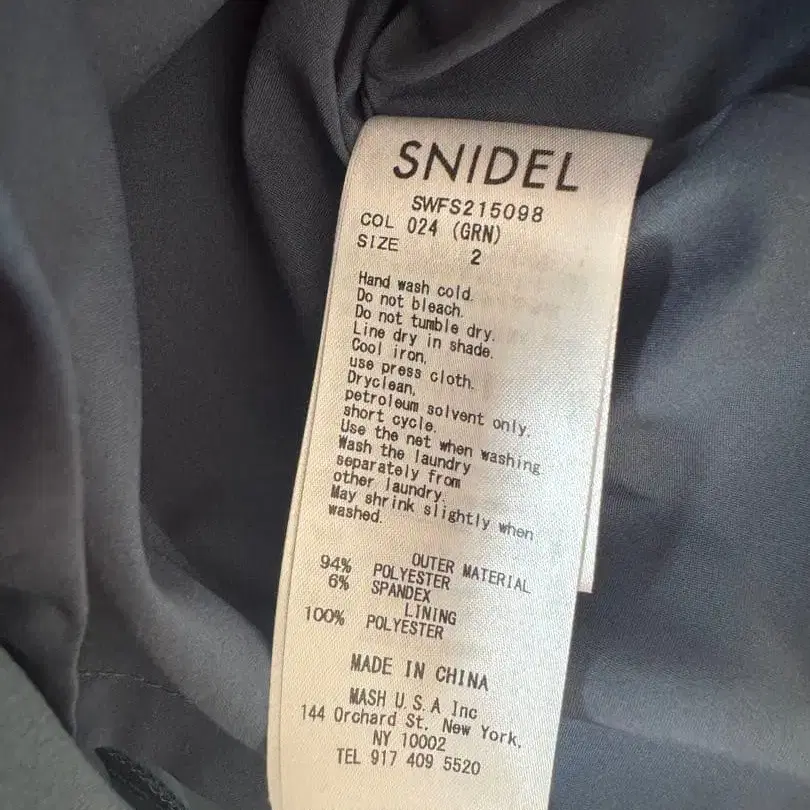 SNIDEL
SWFS215098
COL 024 (GRN)
SIZE 2
Hand wash cold.
Do not bleach.
Do not tumble dry.
Line dry in shade.
Cool iron,
use press cloth.
Dryclean,
petroleum solvent only,
short cycle.
Use the net when washing
Wash the laundry
separately from
other laundry.
May shrink slightly when
washed.
OUTER MATERIAL
94% POLYESTER
6% SPANDEX
LINING
100% POLYESTER
MADE IN CHINA
MASH U.S.A Inc
144 Orchard St. New York,
NY 10002
TEL 917 409 5520